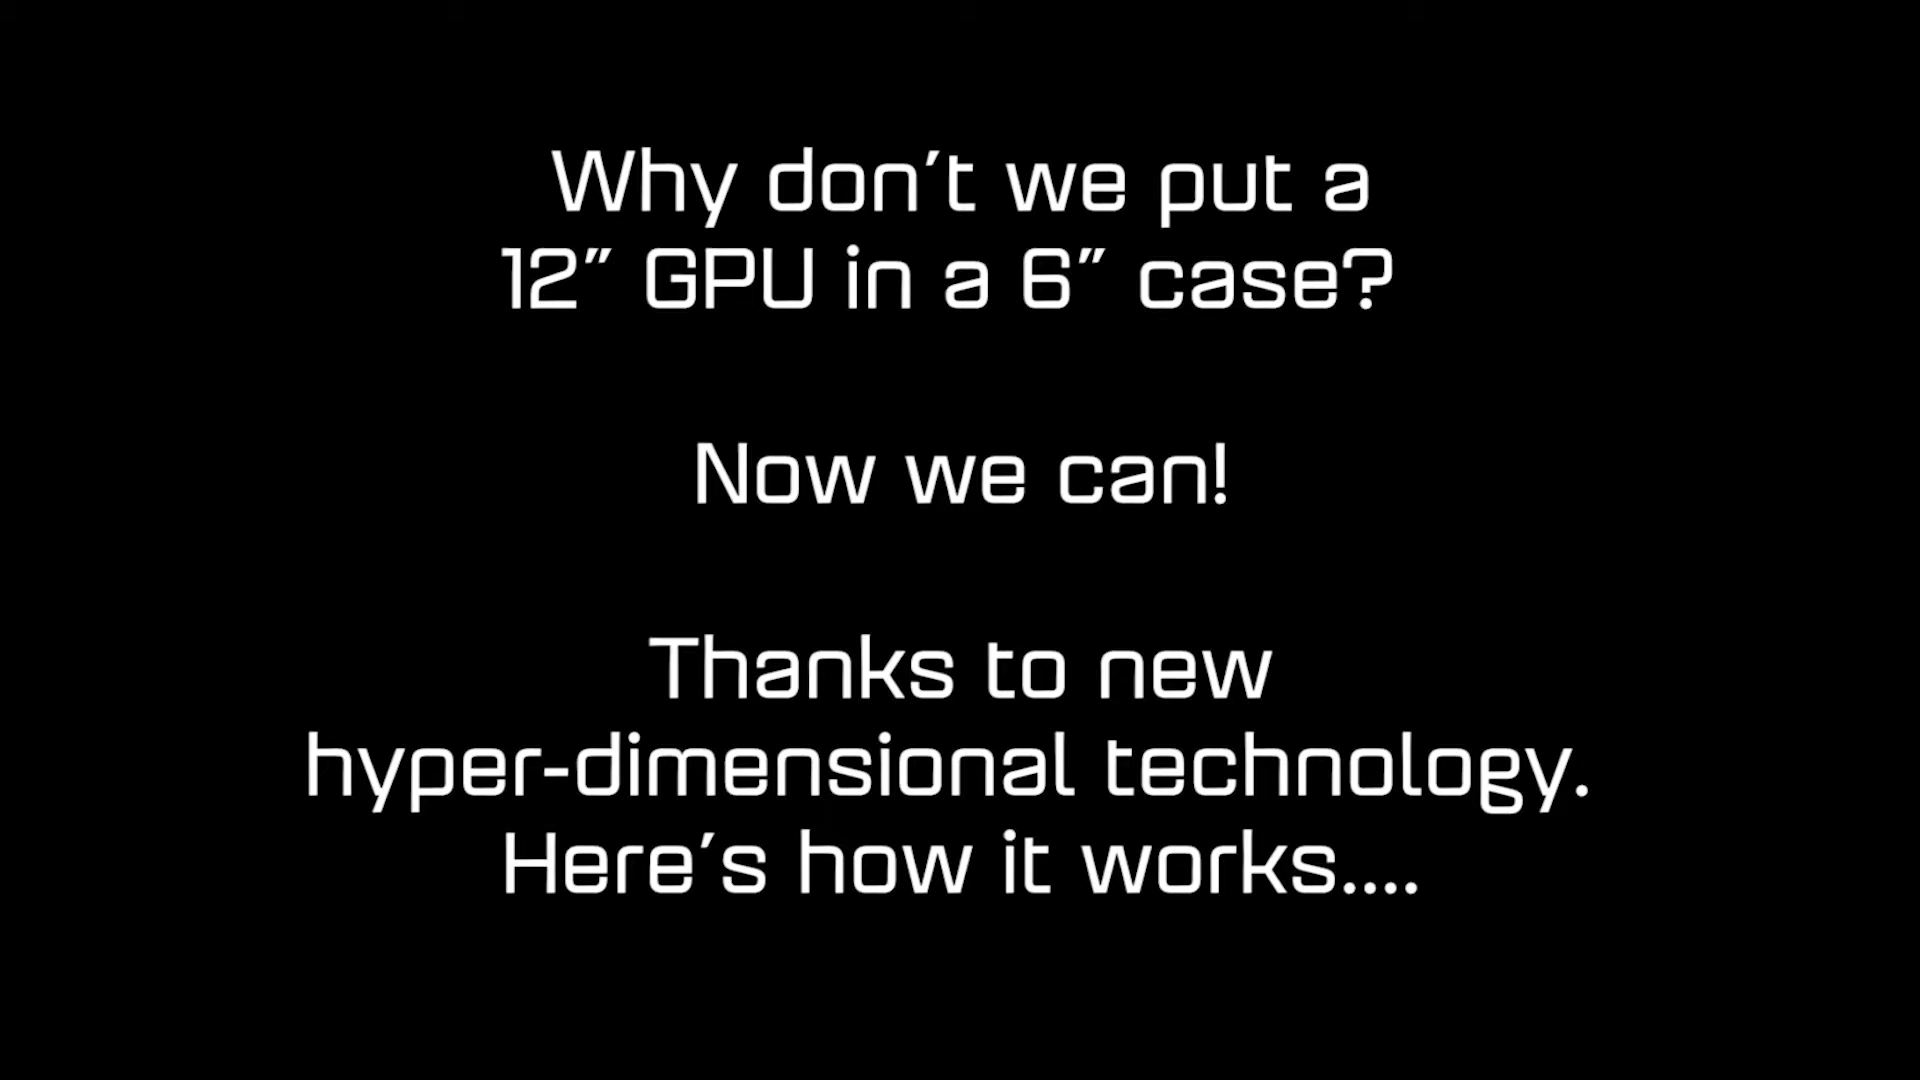 Why don’t we put a
12” GPU in a 6” case?
Now we can!
Thanks to new
hyper-dimensional technology.
Here’s how it works....